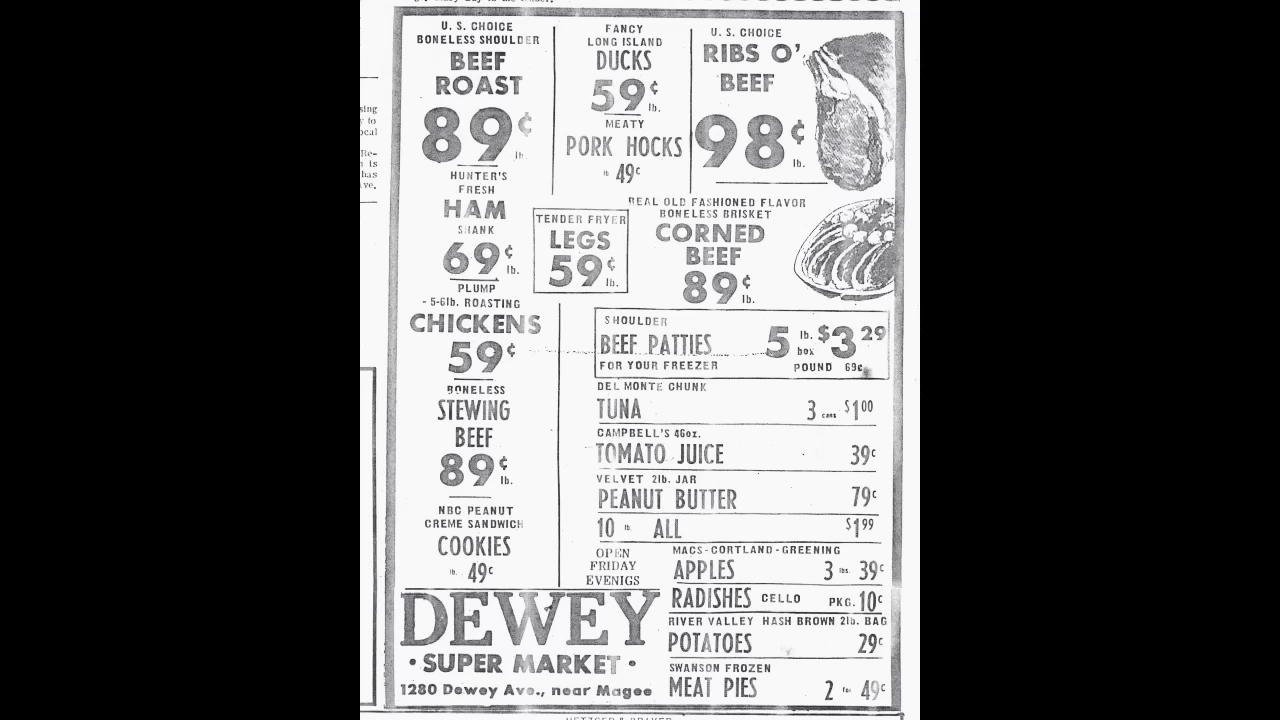 U. S. CHOICE
BONELESS SHOULDER
BEEF
ROAST
89¢
lb.
HUNTER'S
FRESH
HAM
SHANK
69¢
lb.
PLUMP
- 5-6lb. ROASTING
CHICKENS
59¢
BONELESS
STEWING
BEEF
89¢
lb.
NBC PEANUT
CREME SANDWICH
COOKIES
lb. 49¢
FANCY
LONG ISLAND
DUCKS
59¢
lb.
MEATY
PORK HOCKS
lb 49¢
U. S. CHOICE
RIBS O'
BEEF
98¢
lb.
TENDER FRYER
LEGS
59¢
lb.
REAL OLD FASHIONED FLAVOR
BONELESS BRISKET
CORNED
BEEF
89¢
lb.
SHOULDER
BEEF PATTIES 5 lb. box $3 29
FOR YOUR FREEZER POUND 69¢
DEL MONTE CHUNK
TUNA 3 cans $1 00
CAMPBELL'S 46oz.
TOMATO JUICE 39¢
VELVET 2lb. JAR
PEANUT BUTTER 79¢
10 lb. ALL $1 99
OPEN
FRIDAY
EVENIGS
MACS-CORTLAND-GREENING
APPLES 3 lbs. 39¢
RADISHES CELLO PKG. 10¢
RIVER VALLEY HASH BROWN 2lb. BAG
POTATOES 29¢
SWANSON FROZEN
MEAT PIES 2 for 49¢
DEWEY
• SUPER MARKET •
1280 Dewey Ave., near Magee